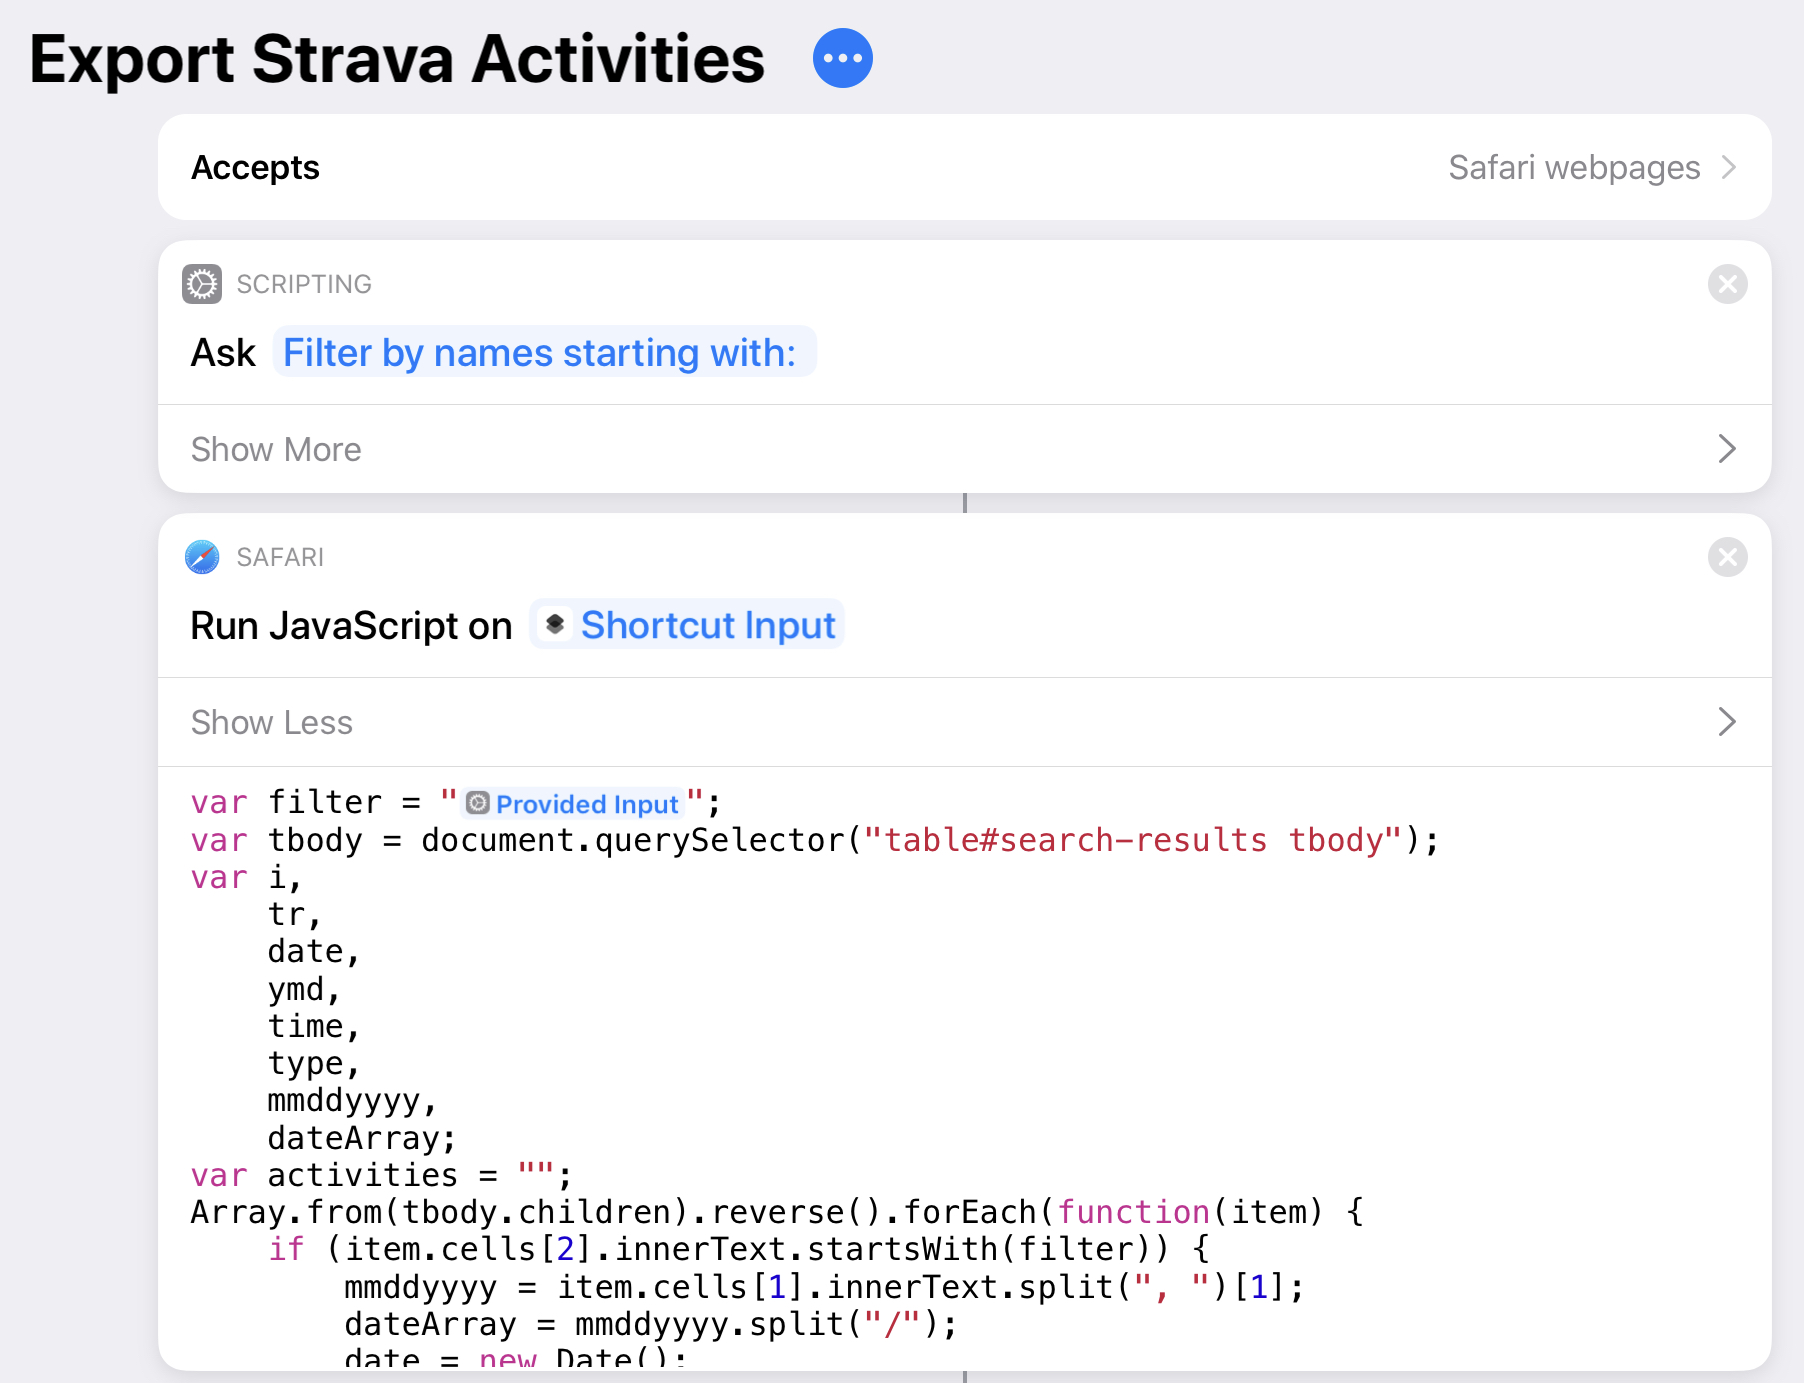 Export Strava Activities
Accepts
Safari webpages
SCRIPTING
Ask Filter by names starting with:
Show More
SAFARI
Run JavaScript on Shortcut Input
Show Less
var filter = "Provided Input";
var tbody = document.querySelector("table#search-results tbody");
var i,
    tr,
    date,
    ymd,
    time,
    type,
    mmddyyyy,
    dateArray;
var activities = "";
Array.from(tbody.children).reverse().forEach(function(item) {
    if (item.cells[2].innerText.startsWith(filter)) {
        mmddyyyy = item.cells[1].innerText.split(", ")[1];
        dateArray = mmddyyyy.split("/");
        date = new Date();